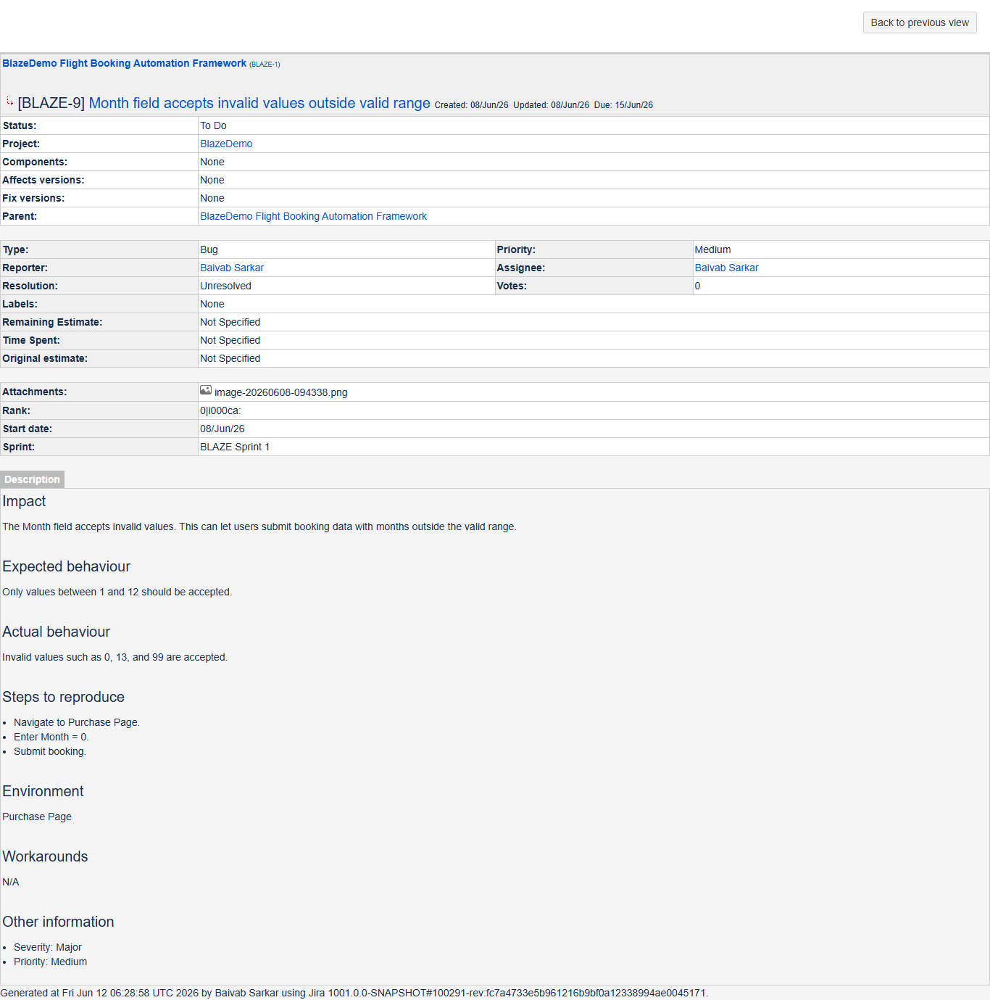 Back to previous view
BlazeDemo Flight Booking Automation Framework (BLAZE-1)
[BLAZE-9] Month field accepts invalid values outside valid range Created: 08/Jun/26 Updated: 08/Jun/26 Due: 15/Jun/26
Status: To Do
Project: BlazeDemo
Components: None
Affects versions: None
Fix versions: None
Parent: BlazeDemo Flight Booking Automation Framework
Type: Bug Priority: Medium
Reporter: Baivab Sarkar Assignee: Baivab Sarkar
Resolution: Unresolved Votes: 0
Labels: None
Remaining Estimate: Not Specified
Time Spent: Not Specified
Original estimate: Not Specified
Attachments: image-20260608-094338.png
Rank: 0|i000ca:
Start date: 08/Jun/26
Sprint: BLAZE Sprint 1
Description
Impact
The Month field accepts invalid values. This can let users submit booking data with months outside the valid range.
Expected behaviour
Only values between 1 and 12 should be accepted.
Actual behaviour
Invalid values such as 0, 13, and 99 are accepted.
Steps to reproduce
• Navigate to Purchase Page.
• Enter Month = 0.
• Submit booking.
Environment
Purchase Page
Workarounds
N/A
Other information
• Severity: Major
• Priority: Medium
Generated at Fri Jun 12 06:28:58 UTC 2026 by Baivab Sarkar using Jira 1001.0.0-SNAPSHOT#100291-rev:fc7a4733e5b961216b9bf0a12338994ae0045171.